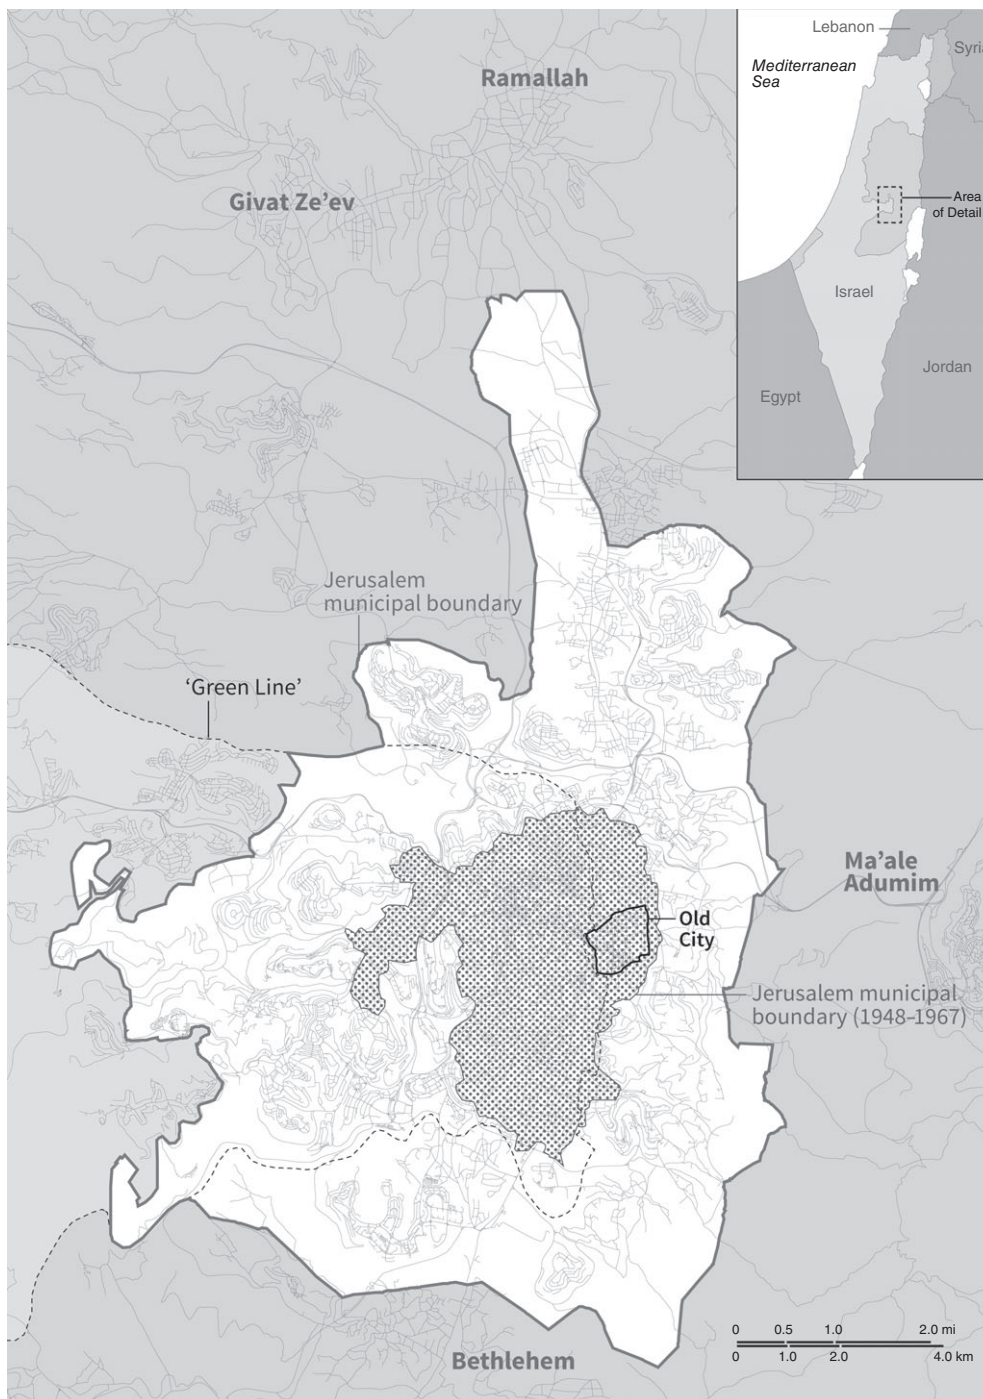 Lebanon
Syria
Mediterranean
Sea
Area
of Detail
Israel
Jordan
Egypt
Ramallah
Givat Ze’ev
Jerusalem
municipal boundary
‘Green Line’
Ma’ale
Adumim
Old
City
Jerusalem municipal
boundary (1948–1967)
Bethlehem
0 0.5 1.0 2.0 mi
0 1.0 2.0 4.0 km